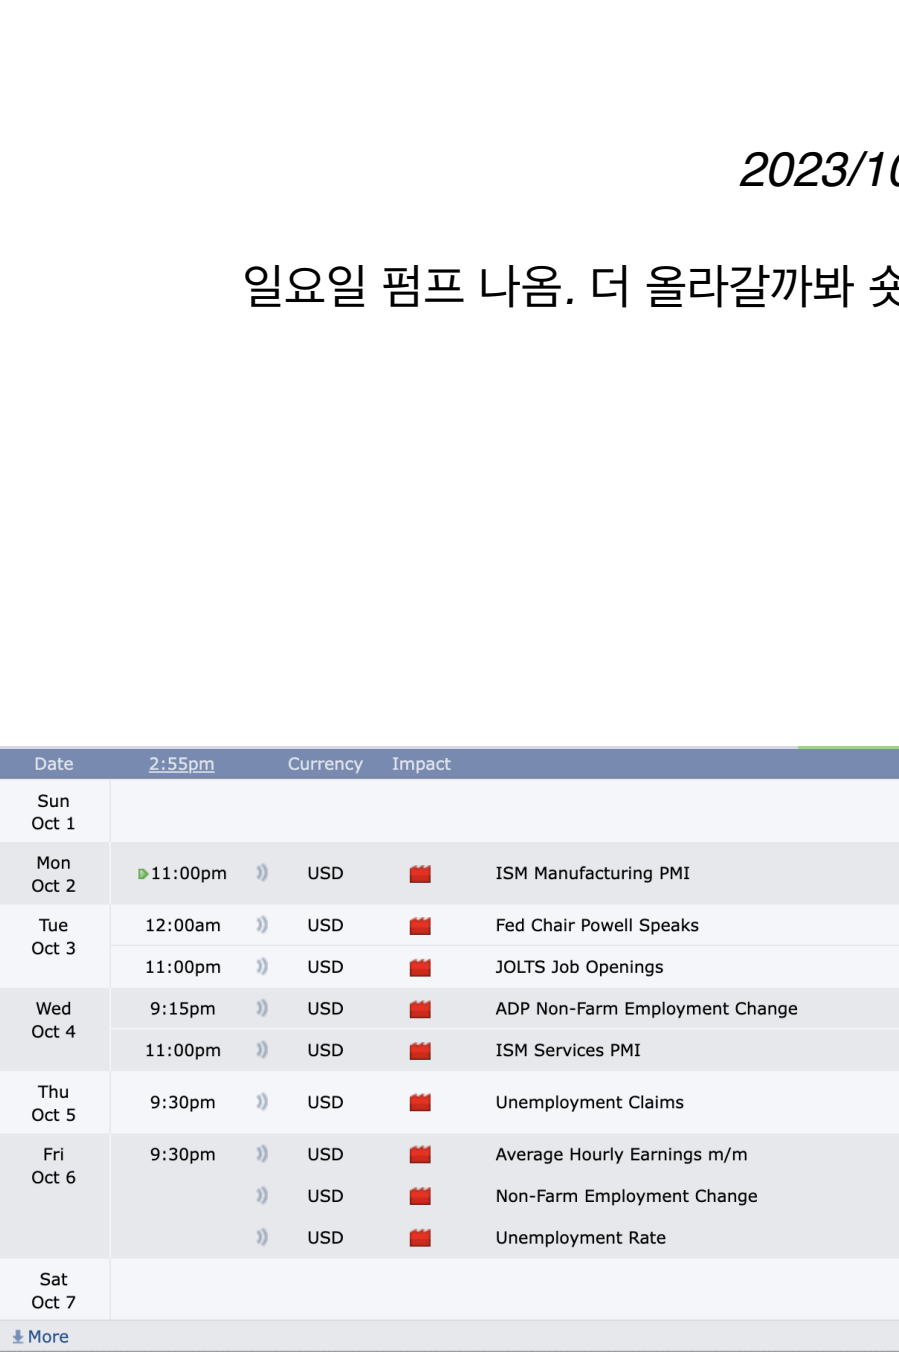 2023/10
일요일 펌프 나옴. 더 올라갈까봐 숏
Date 2:55pm Currency Impact
Sun
Oct 1
Mon
Oct 2
11:00pm USD ISM Manufacturing PMI
Tue
Oct 3
12:00am USD Fed Chair Powell Speaks
11:00pm USD JOLTS Job Openings
Wed
Oct 4
9:15pm USD ADP Non-Farm Employment Change
11:00pm USD ISM Services PMI
Thu
Oct 5
9:30pm USD Unemployment Claims
Fri
Oct 6
9:30pm USD Average Hourly Earnings m/m
USD Non-Farm Employment Change
USD Unemployment Rate
Sat
Oct 7
More